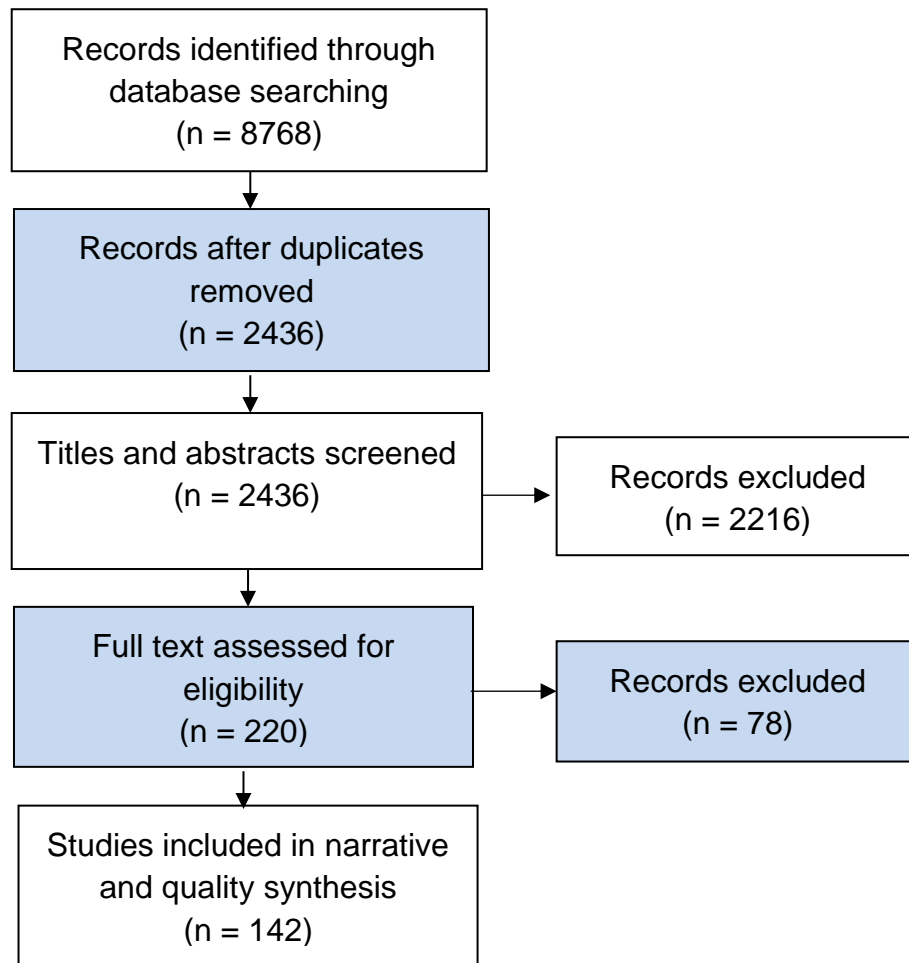 Records identified through
database searching
(n = 8768)
Records after duplicates
removed
(n = 2436)
Titles and abstracts screened
(n = 2436)
Records excluded
(n = 2216)
Full text assessed for
eligibility
(n = 220)
Records excluded
(n = 78)
Studies included in narrative
and quality synthesis
(n = 142)